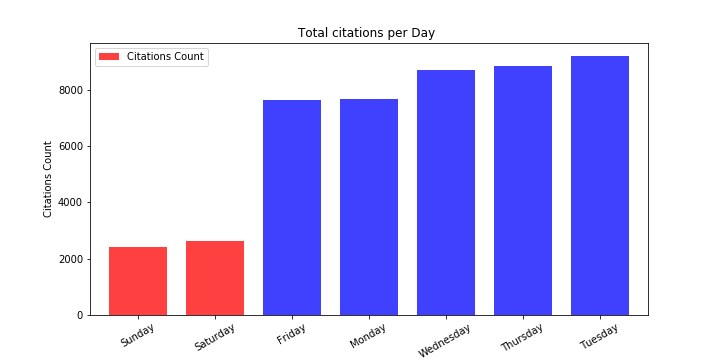 Total citations per Day
Citations Count
Citations Count
8000
6000
4000
2000
0
Sunday
Saturday
Friday
Monday
Wednesday
Thursday
Tuesday